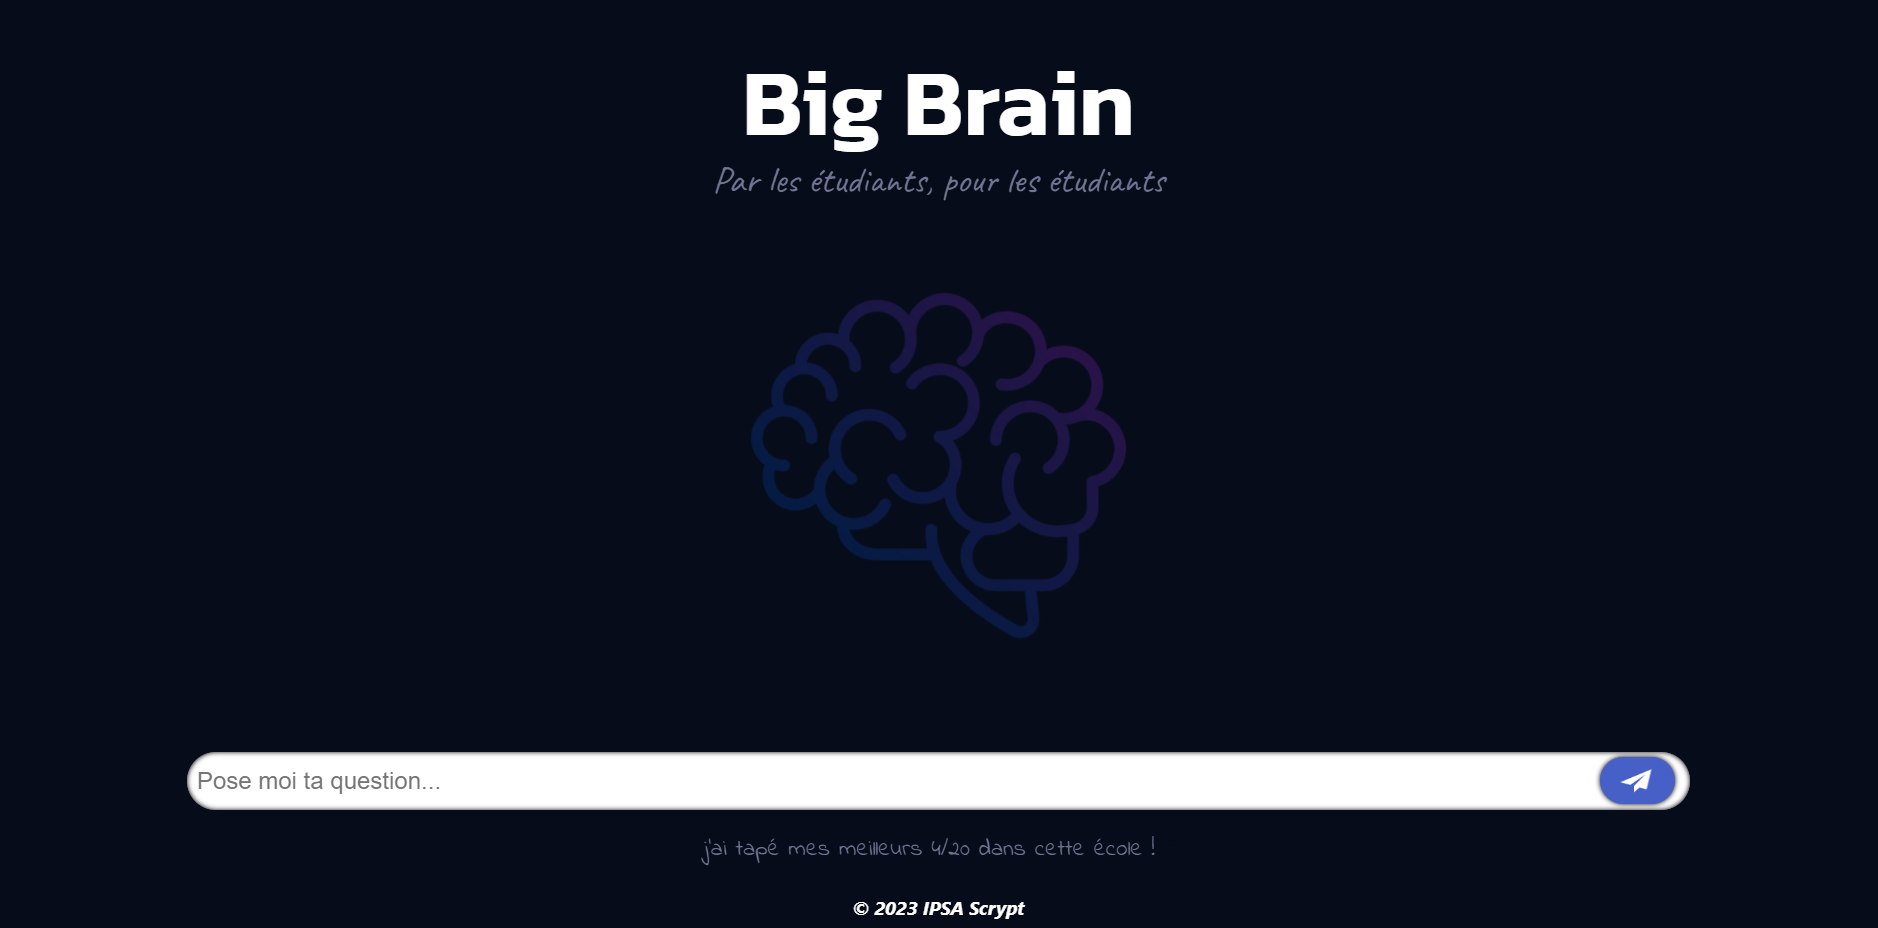 Big Brain
Par les étudiants, pour les étudiants
Pose moi ta question...
j'ai tapé mes meilleurs 4/20 dans cette école !
© 2023 IPSA Scrypt